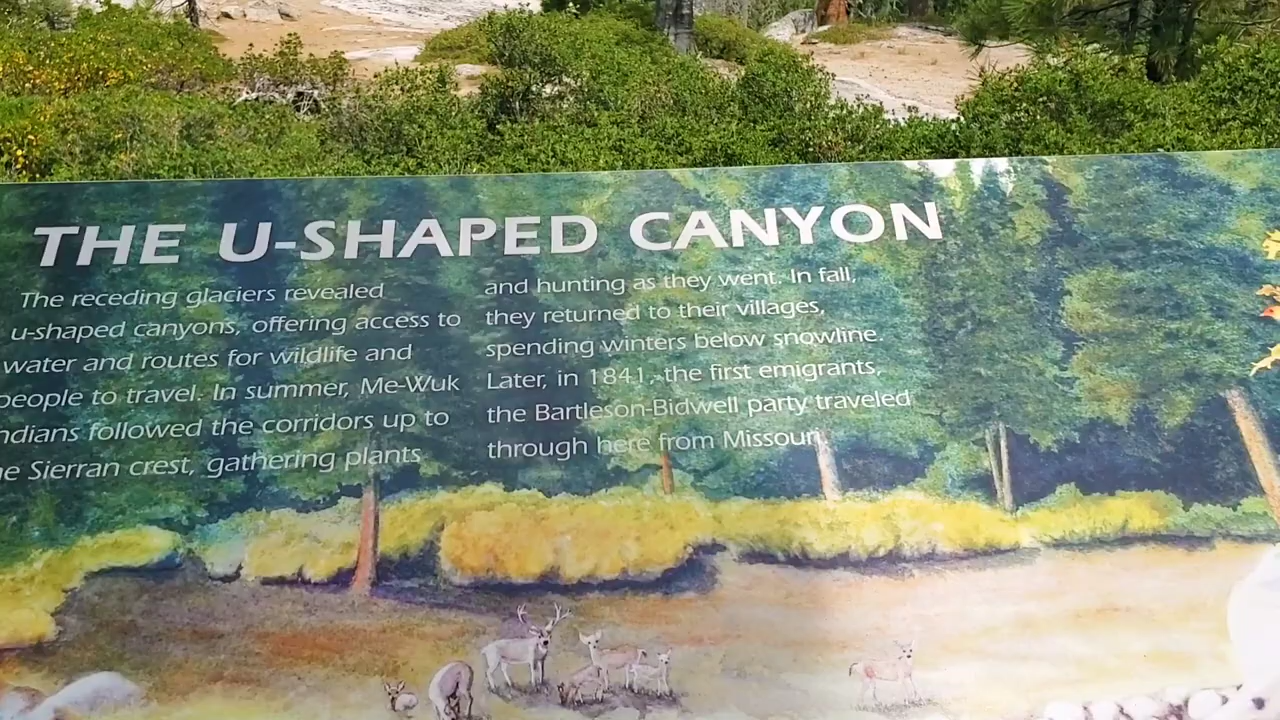 THE U-SHAPED CANYON
The receding glaciers revealed
u-shaped canyons, offering access to
water and routes for wildlife and
people to travel. In summer, Me-Wuk
ndians followed the corridors up to
he Sierran crest, gathering plants
and hunting as they went. In fall,
they returned to their villages,
spending winters below snowline.
Later, in 1841, the first emigrants,
the Bartleson-Bidwell party traveled
through here from Missouri.